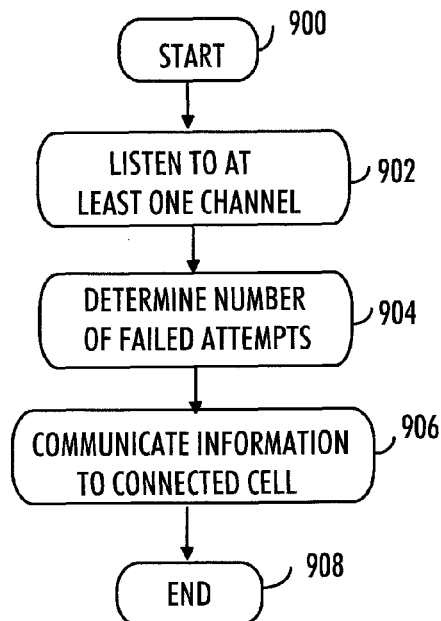 900
START
LISTEN TO AT
LEAST ONE CHANNEL
902
DETERMINE NUMBER
OF FAILED ATTEMPTS
904
COMMUNICATE INFORMATION
TO CONNECTED CELL
906
END
908